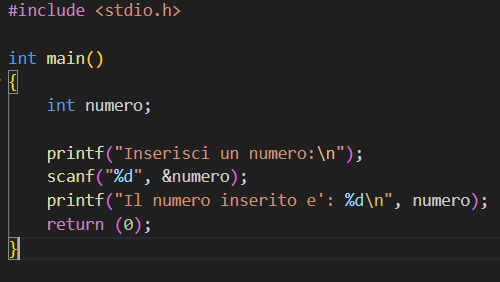 #include <stdio.h>
int main()
{
int numero;
printf("Inserisci un numero:\n");
scanf("%d", &numero);
printf("Il numero inserito e': %d\n", numero);
return (0);
}